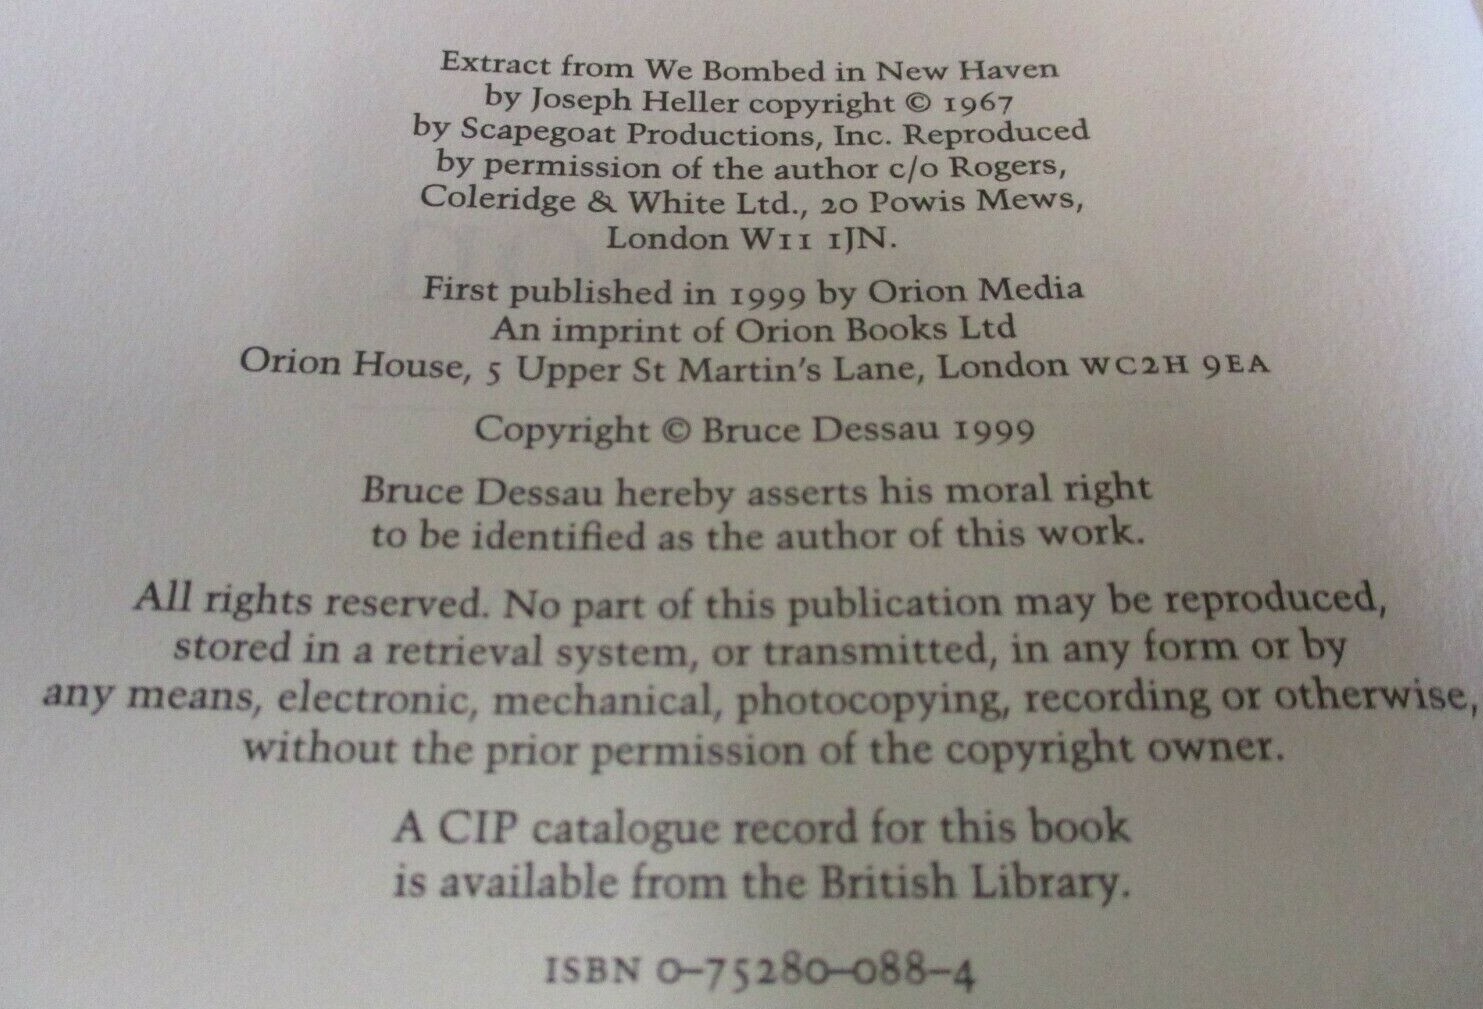 Extract from We Bombed in New Haven
by Joseph Heller copyright © 1967
by Scapegoat Productions, Inc. Reproduced
by permission of the author c/o Rogers,
Coleridge & White Ltd., 20 Powis Mews,
London W11 1JN.
First published in 1999 by Orion Media
An imprint of Orion Books Ltd
Orion House, 5 Upper St Martin's Lane, London WC2H 9EA
Copyright © Bruce Dessau 1999
Bruce Dessau hereby asserts his moral right
to be identified as the author of this work.
All rights reserved. No part of this publication may be reproduced,
stored in a retrieval system, or transmitted, in any form or by
any means, electronic, mechanical, photocopying, recording or otherwise,
without the prior permission of the copyright owner.
A CIP catalogue record for this book
is available from the British Library.
ISBN 0–75280–088–4